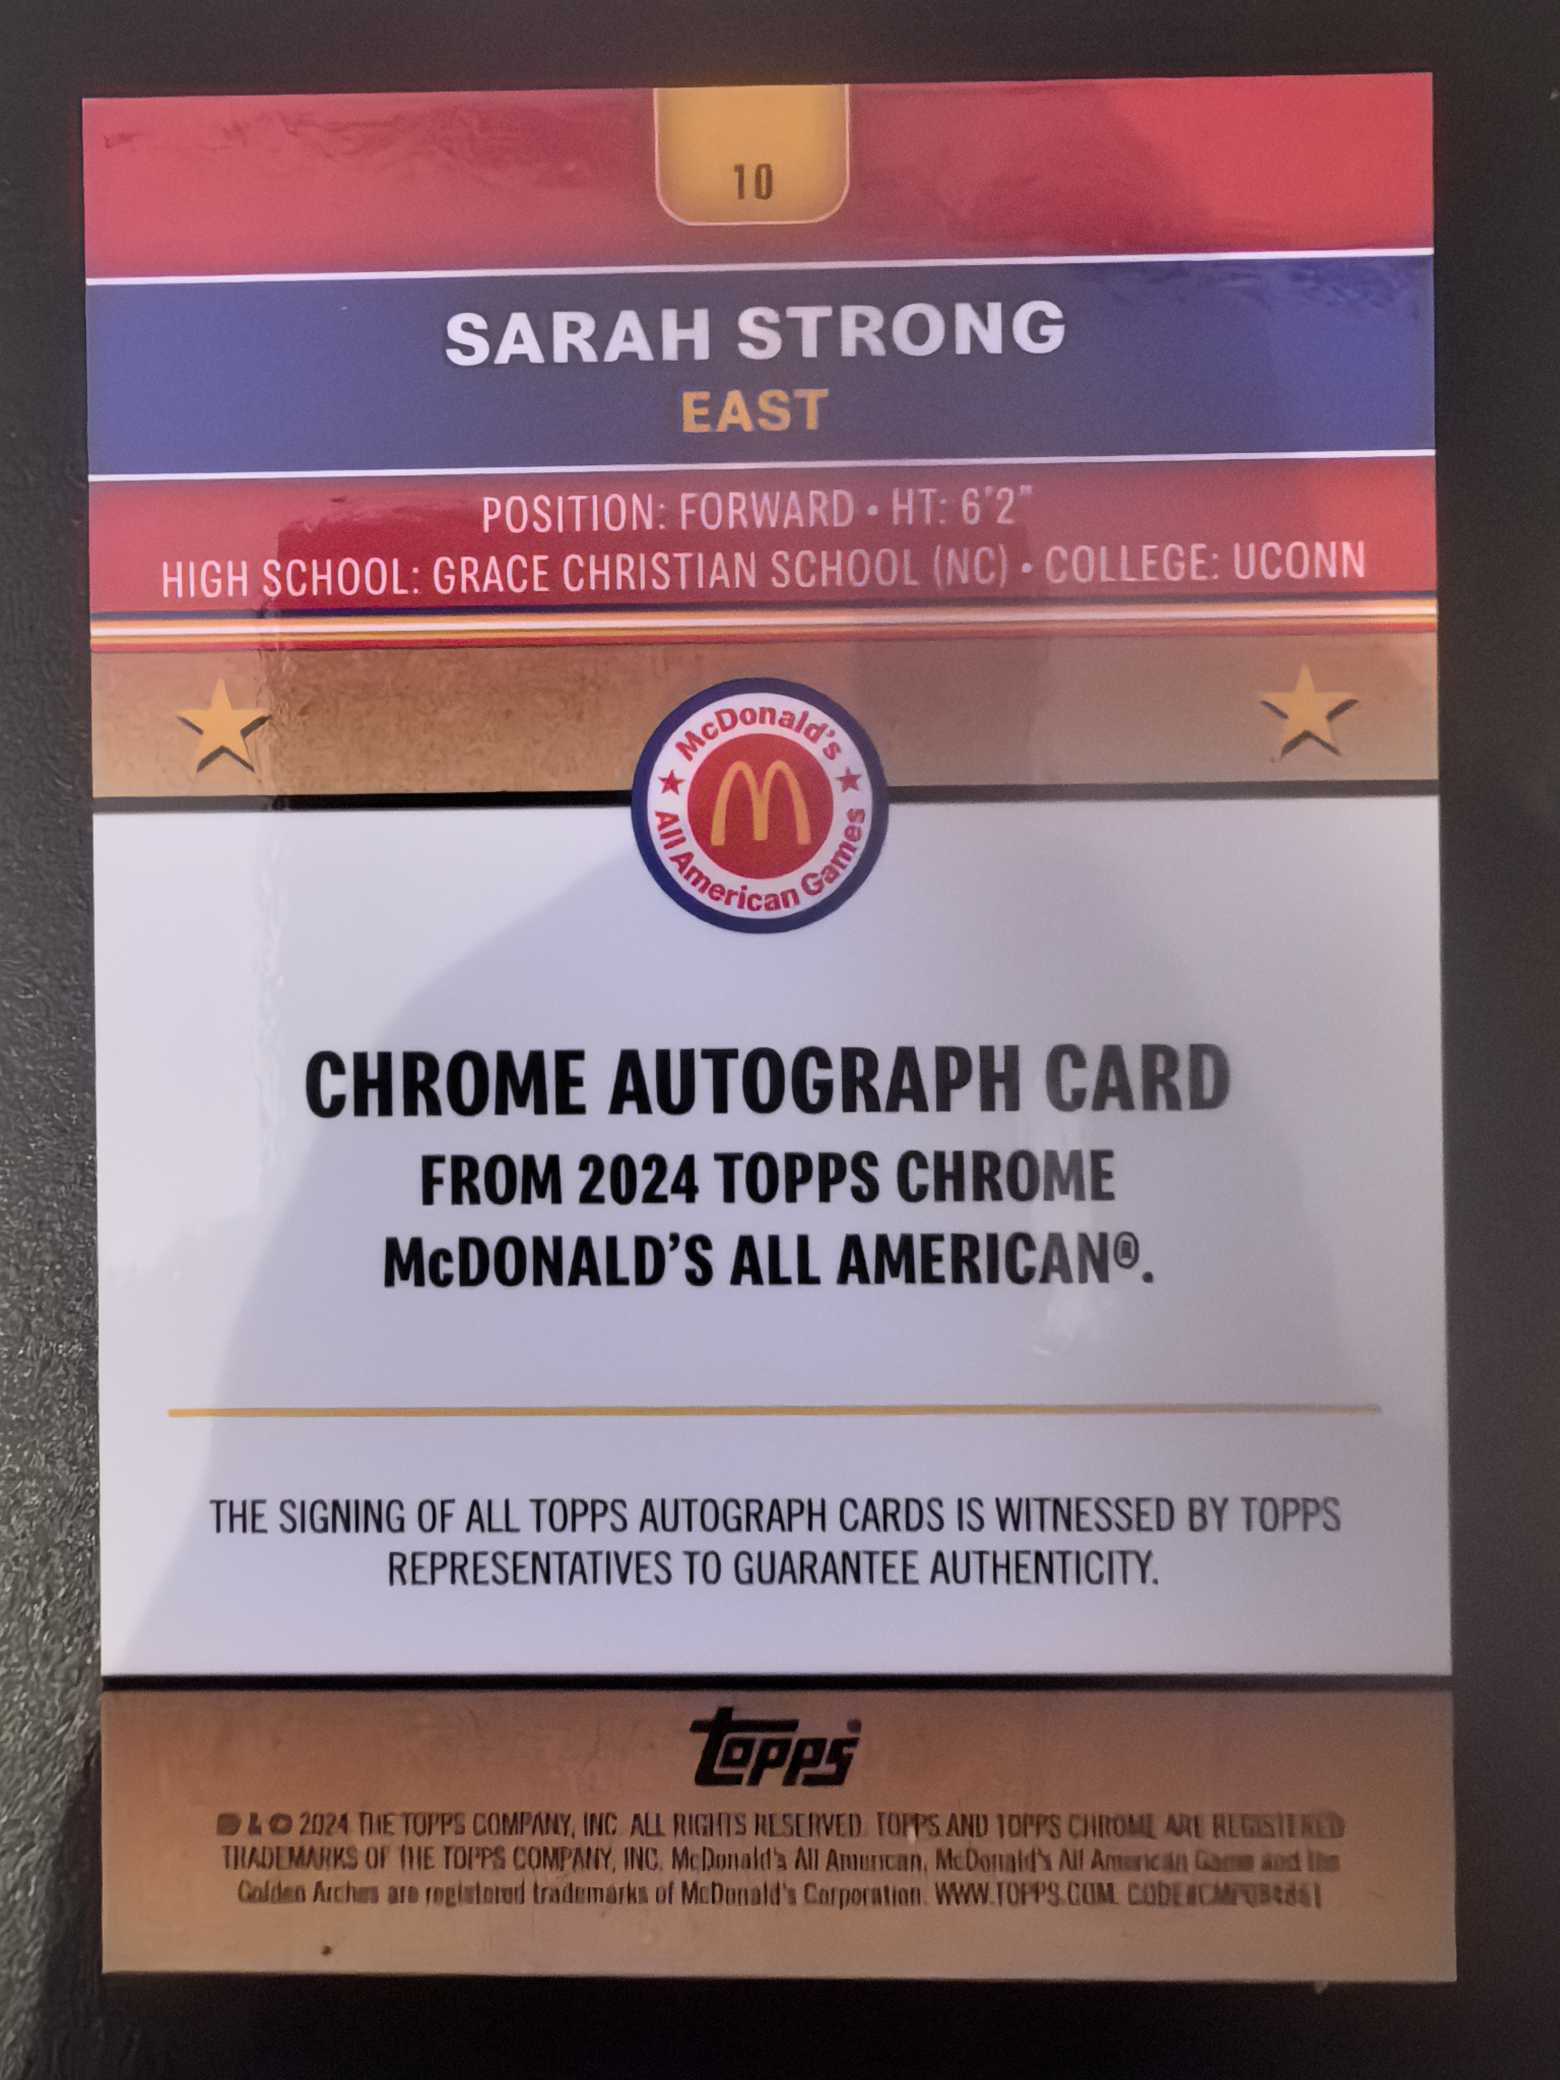 10
SARAH STRONG
EAST
POSITION: FORWARD • HT: 6'2"
HIGH SCHOOL: GRACE CHRISTIAN SCHOOL (NC) • COLLEGE: UCONN
McDonald's
All American Games
CHROME AUTOGRAPH CARD
FROM 2024 TOPPS CHROME
McDONALD'S ALL AMERICAN®.
THE SIGNING OF ALL TOPPS AUTOGRAPH CARDS IS WITNESSED BY TOPPS
REPRESENTATIVES TO GUARANTEE AUTHENTICITY.
topps
® & © 2024 THE TOPPS COMPANY, INC. ALL RIGHTS RESERVED. TOPPS AND TOPPS CHROME ARE REGISTERED
TRADEMARKS OF THE TOPPS COMPANY, INC. McDonald's All American, McDonald's All American Game and the
Golden Arches are registered trademarks of McDonald's Corporation. WWW.TOPPS.COM.